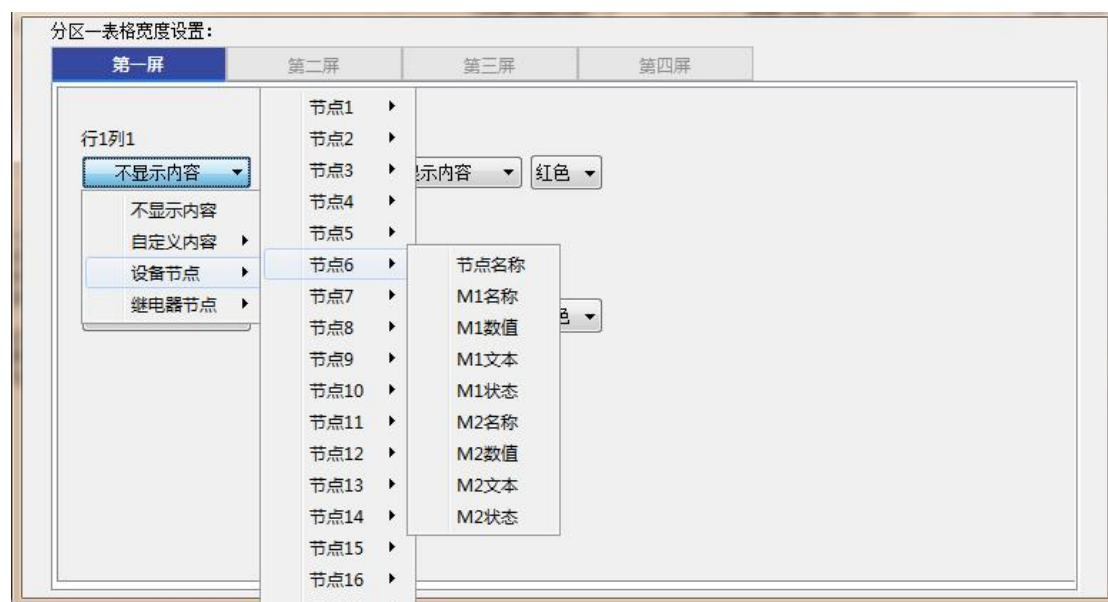 分区一表格宽度设置：
第一屏
第二屏
第三屏
第四屏
行1列1
不显示内容
示内容
红色
不显示内容
自定义内容
设备节点
继电器节点
节点1
节点2
节点3
节点4
节点5
节点6
节点7
节点8
节点9
节点10
节点11
节点12
节点13
节点14
节点15
节点16
节点名称
M1名称
M1数值
M1文本
M1状态
M2名称
M2数值
M2文本
M2状态
色